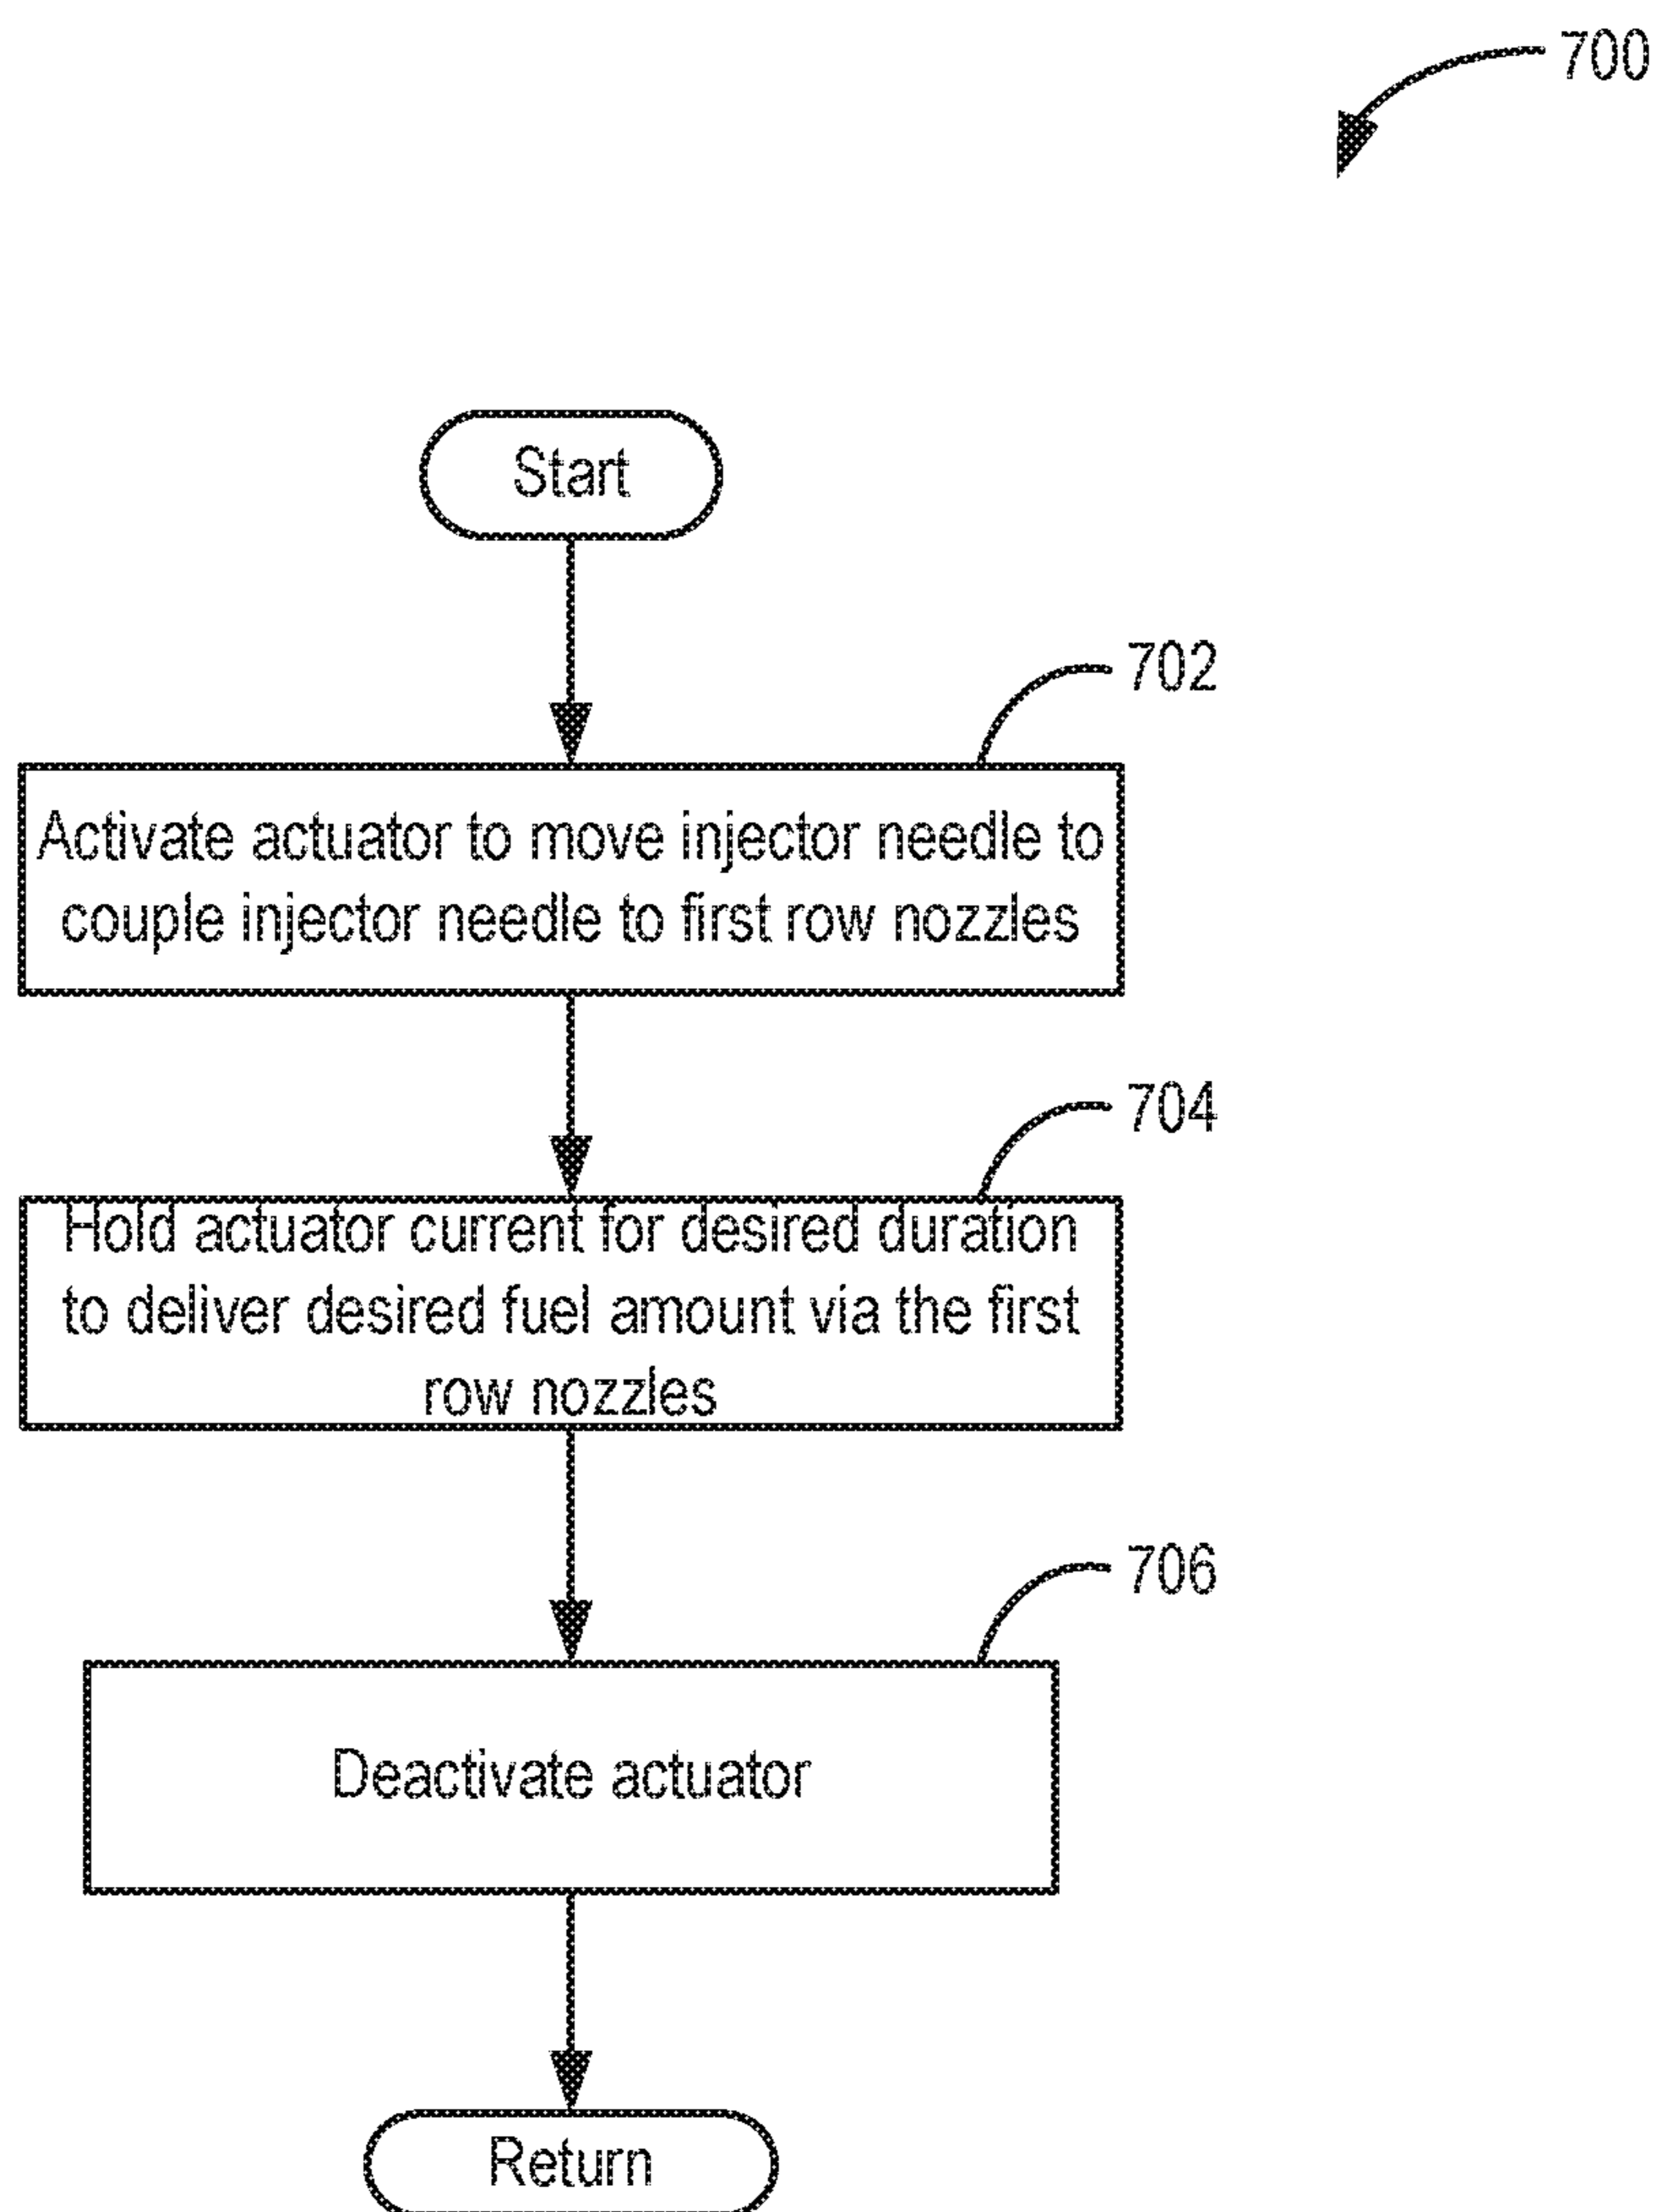 700
Start
702
Activate actuator to move injector needle to
couple injector needle to first row nozzles
704
Hold actuator current for desired duration
to deliver desired fuel amount via the first
row nozzles
706
Deactivate actuator
Return